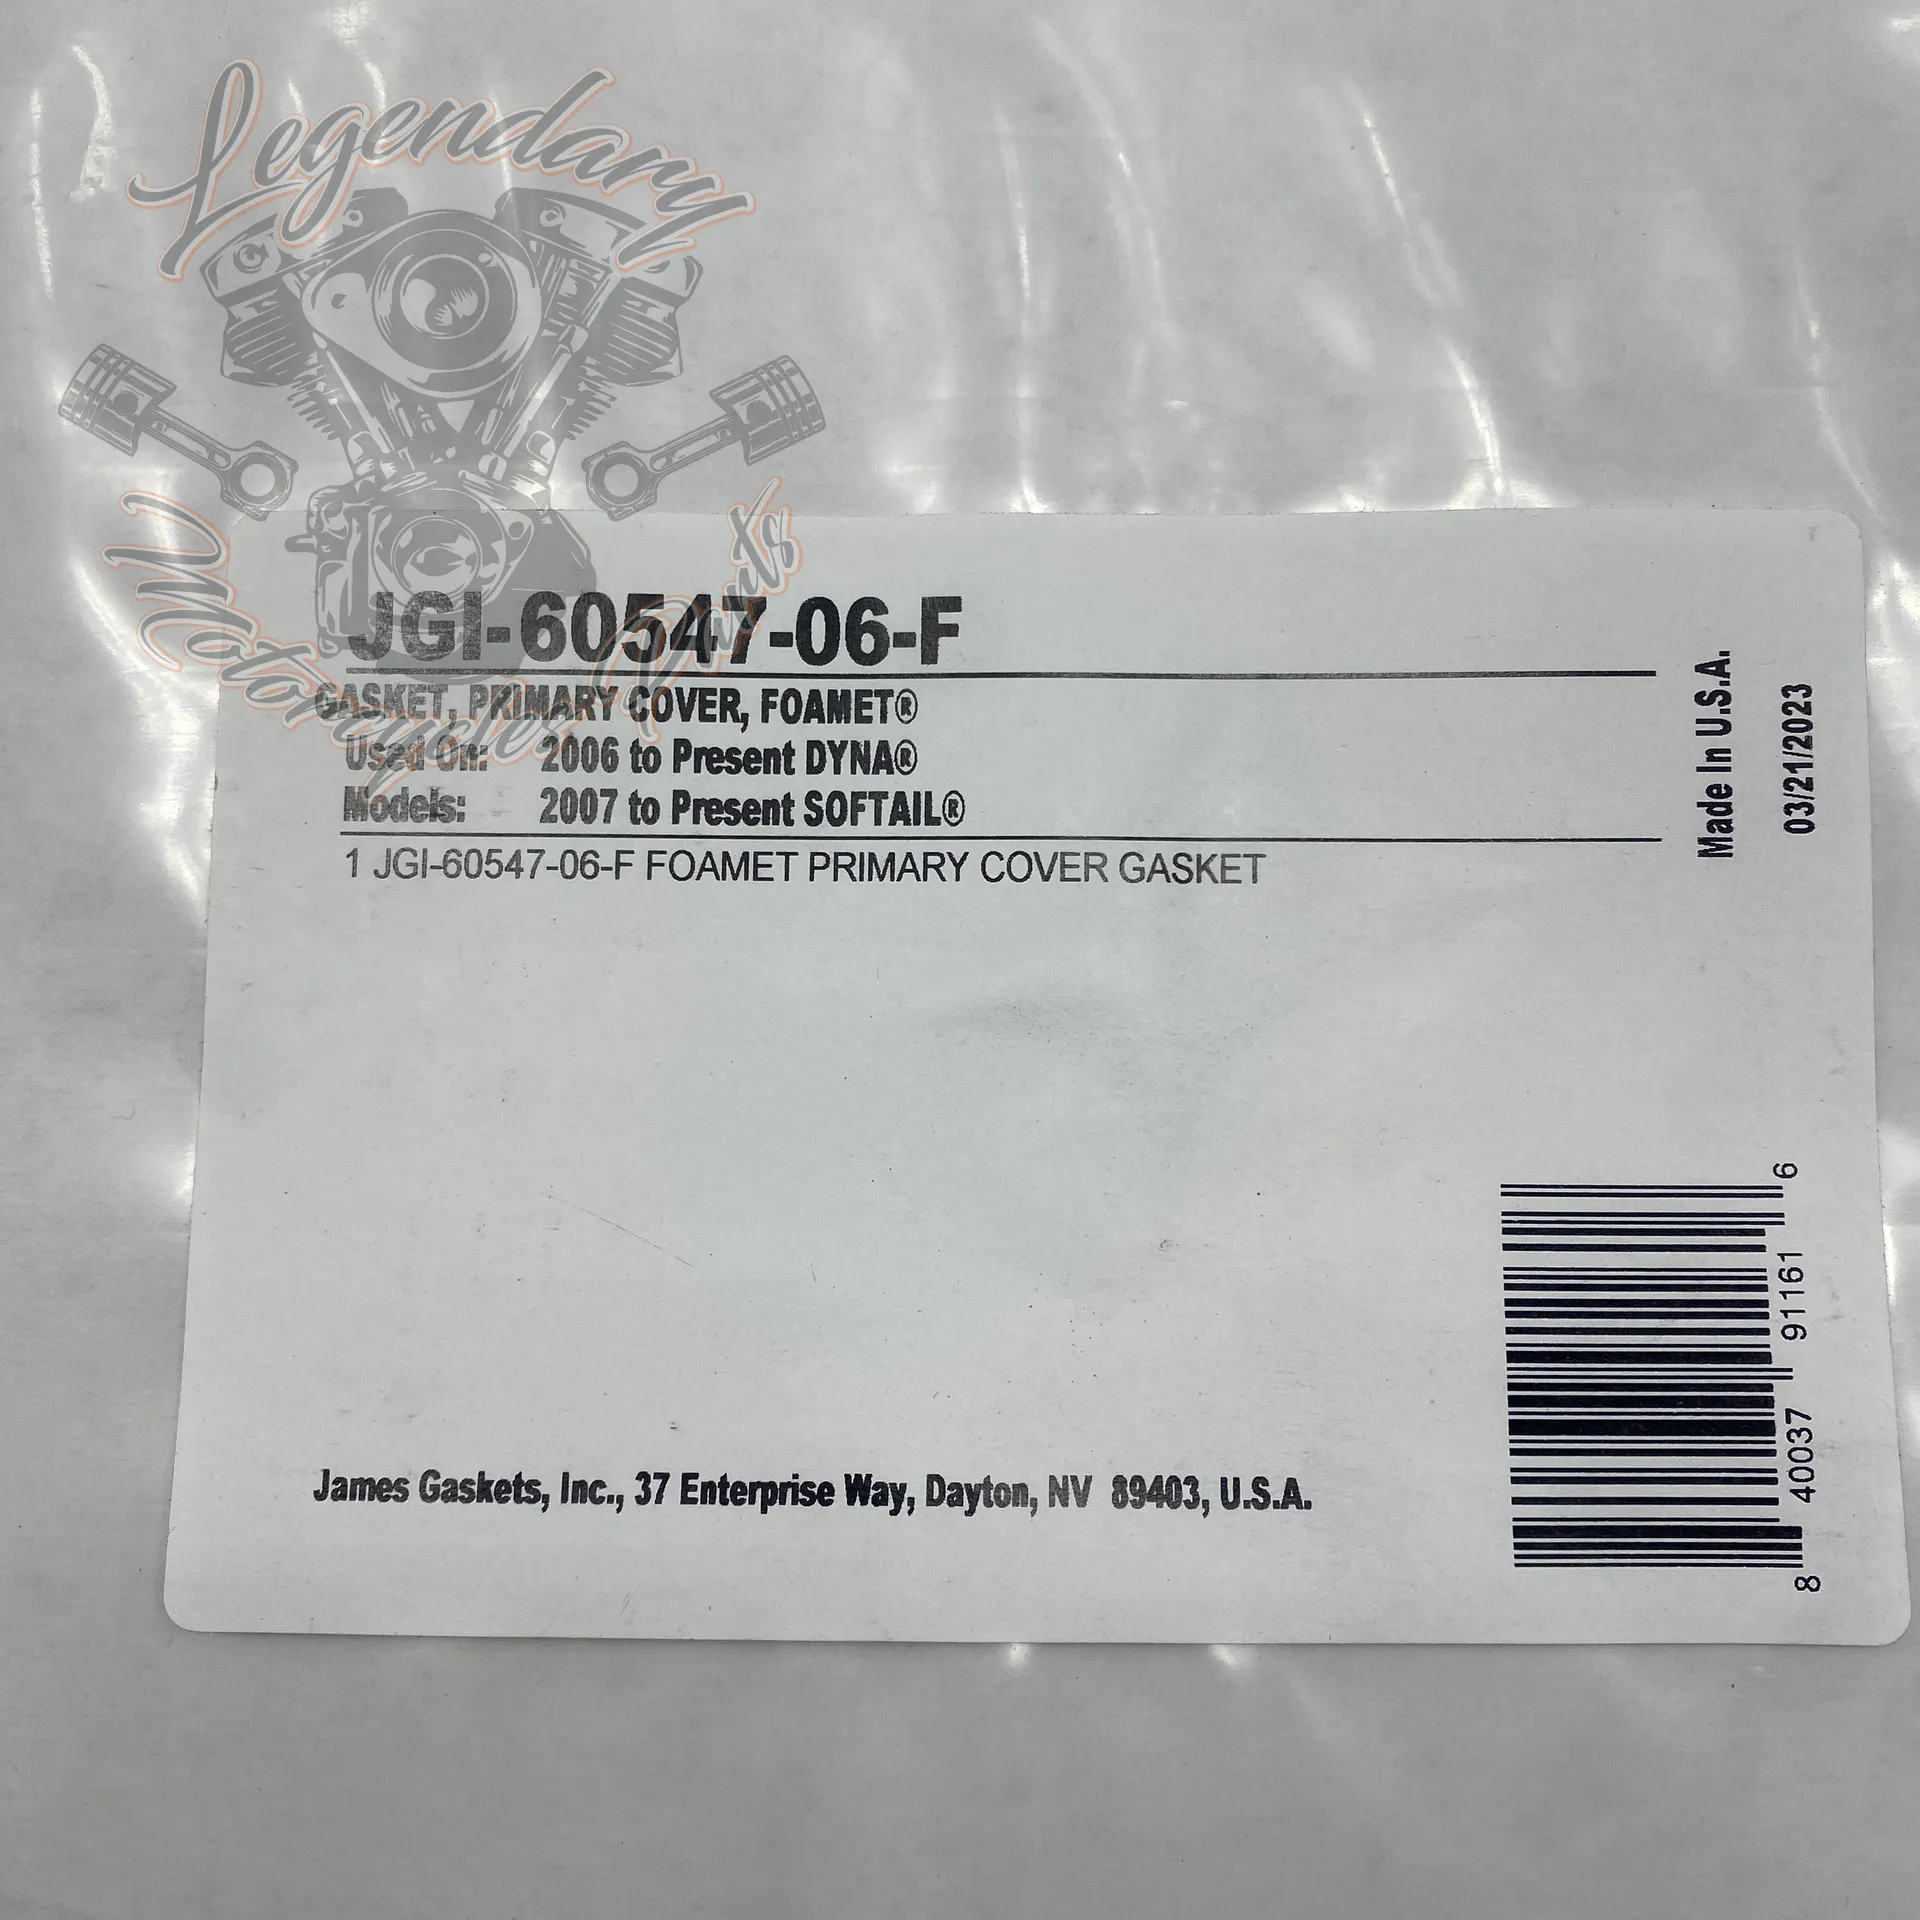 Legendary
Motorcycles Parts
JGI-60547-06-F
GASKET, PRIMARY COVER, FOAMET®
Used On: 2006 to Present DYNA®
Models: 2007 to Present SOFTAIL®
1 JGI-60547-06-F FOAMET PRIMARY COVER GASKET
Made In U.S.A.
03/21/2023
8 40037 91161 6
James Gaskets, Inc., 37 Enterprise Way, Dayton, NV 89403, U.S.A.